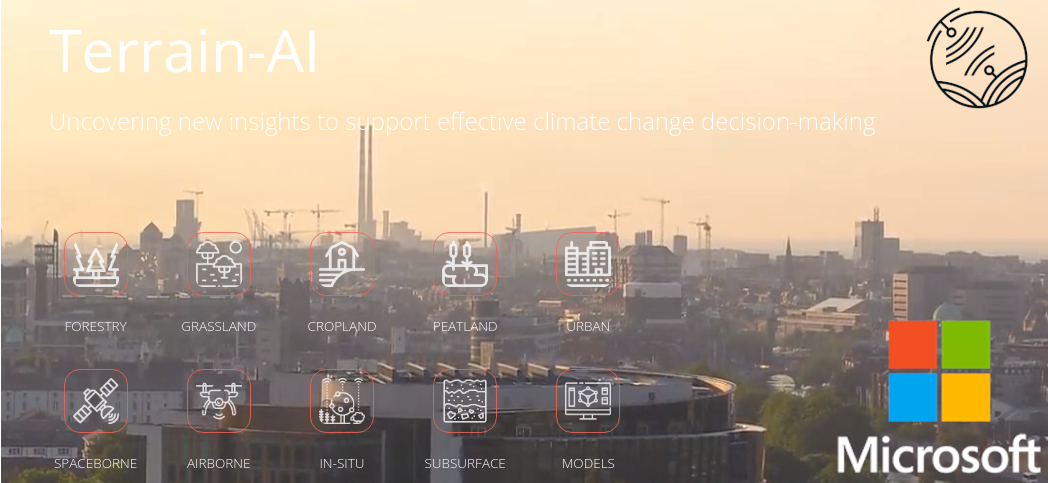 Terrain-AI
Uncovering new insights to support effective climate change decision-making
FORESTRY GRASSLAND CROPLAND PEATLAND URBAN
SPACEBORNE AIRBORNE IN-SITU SUBSURFACE MODELS
Microsoft